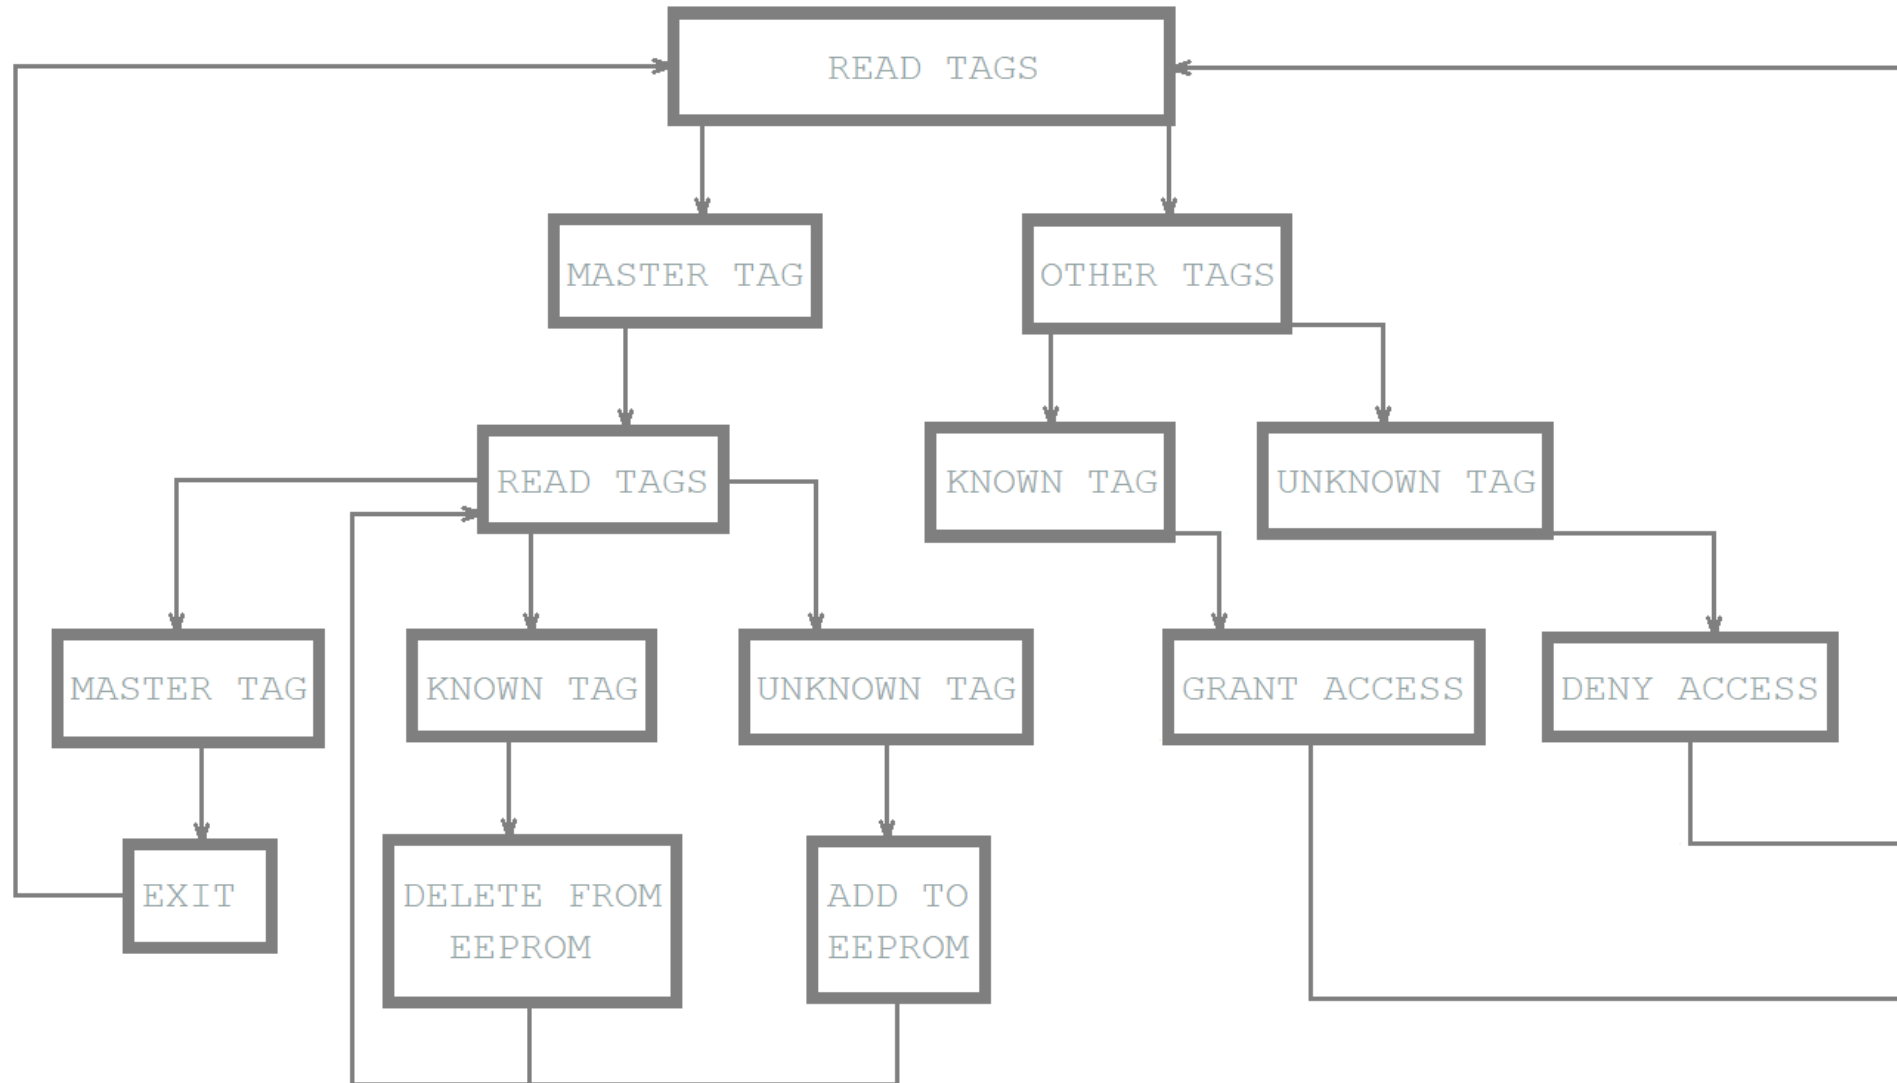 READ TAGS
MASTER TAG
OTHER TAGS
READ TAGS
KNOWN TAG
UNKNOWN TAG
MASTER TAG
KNOWN TAG
UNKNOWN TAG
GRANT ACCESS
DENY ACCESS
EXIT
DELETE FROM
EEPROM
ADD TO
EEPROM